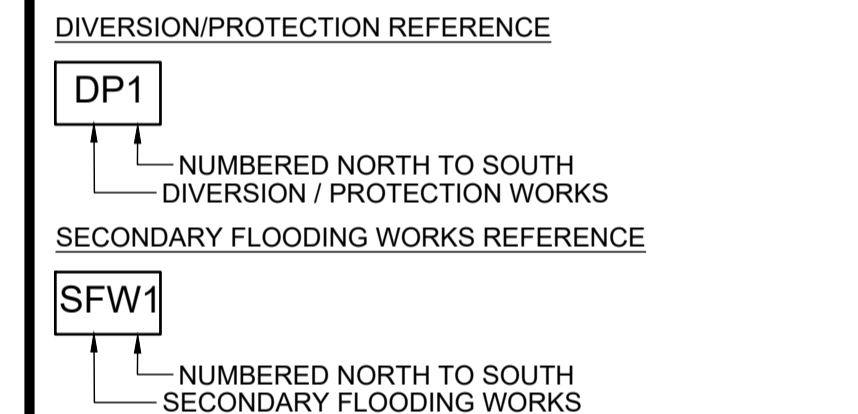 DIVERSION/PROTECTION REFERENCE
DP1
NUMBERED NORTH TO SOUTH
DIVERSION / PROTECTION WORKS
SECONDARY FLOODING WORKS REFERENCE
SFW1
NUMBERED NORTH TO SOUTH
SECONDARY FLOODING WORKS